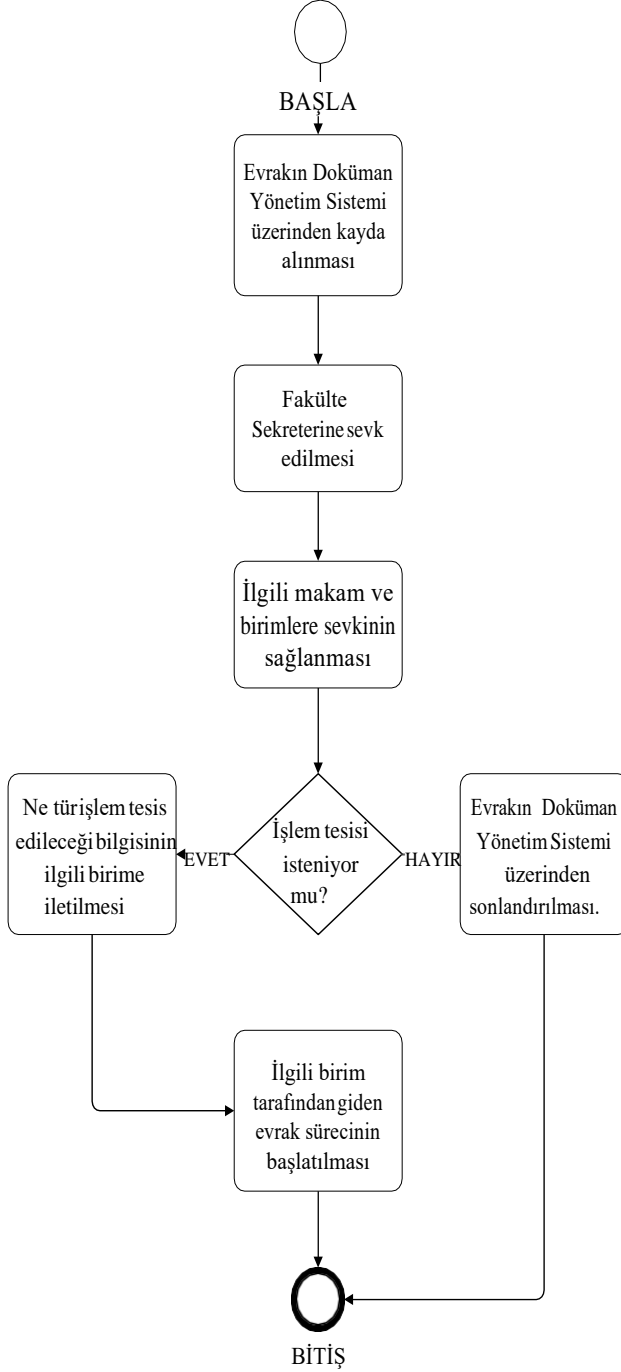 BAŞLA
Evrakın Doküman
Yönetim Sistemi
üzerinden kayda
alınması
Fakülte
Sekreterine sevk
edilmesi
İlgili makam ve
birimlere sevkinin
sağlanması
Ne tür işlem tesis
edileceği bilgisinin
ilgili birime
iletilmesi
EVET
İşlem tesisi
isteniyor
mu?
HAYIR
Evrakın Doküman
Yönetim Sistemi
üzerinden
sonlandırılması.
İlgili birim
tarafından giden
evrak sürecinin
başlatılması
BİTİŞ